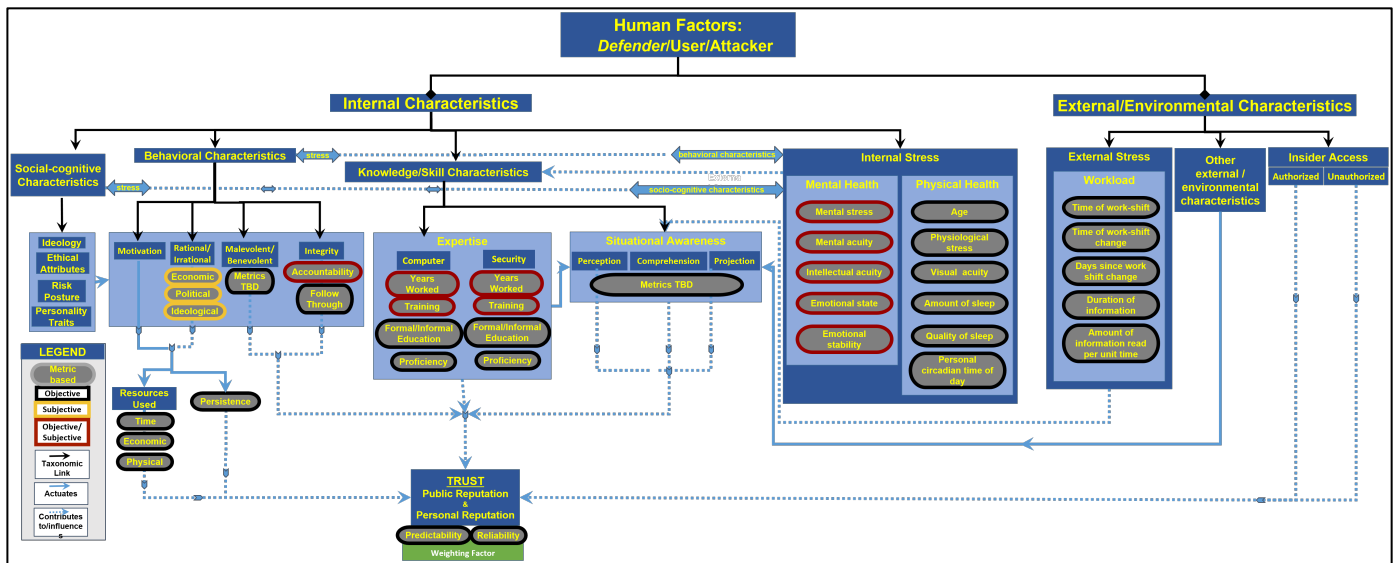 Human Factors:
Defender/User/Attacker
Internal Characteristics
External/Environmental Characteristics
Social-cognitive
Characteristics
Behavioral Characteristics
stress
Knowledge/Skill Characteristics
stress
behavioral characteristics
socio-cognitive characteristics
Internal Stress
Mental Health
Mental stress
Mental acuity
Intellectual acuity
Emotional state
Emotional
stability
Physical Health
Age
Physiological
stress
Visual acuity
Amount of sleep
Quality of sleep
Personal
circadian time of
day
External Stress
Workload
Time of work-shift
Time of work-shift
change
Days since work
shift change
Duration of
information
Amount of
information read
per unit time
Other
external /
environmental
characteristics
Insider Access
Authorized
Unauthorized
Ideology
Ethical
Attributes
Risk
Posture
Personality
Traits
Motivation
Rational/
Irrational
Economic
Political
Ideological
Malevolent/
Benevolent
Metrics
TBD
Integrity
Accountability
Follow
Through
Expertise
Computer
Years
Worked
Training
Formal/Informal
Education
Proficiency
Security
Years
Worked
Training
Formal/Informal
Education
Proficiency
Situational Awareness
Perception
Comprehension
Projection
Metrics TBD
LEGEND
Metric
based
Objective
Subjective
Objective/
Subjective
Taxonomic
Link
Actuates
Contributes
to/influence
s
Resources
Used
Time
Economic
Physical
Persistence
TRUST
Public Reputation
&
Personal Reputation
Predictability
Reliability
Weighting Factor